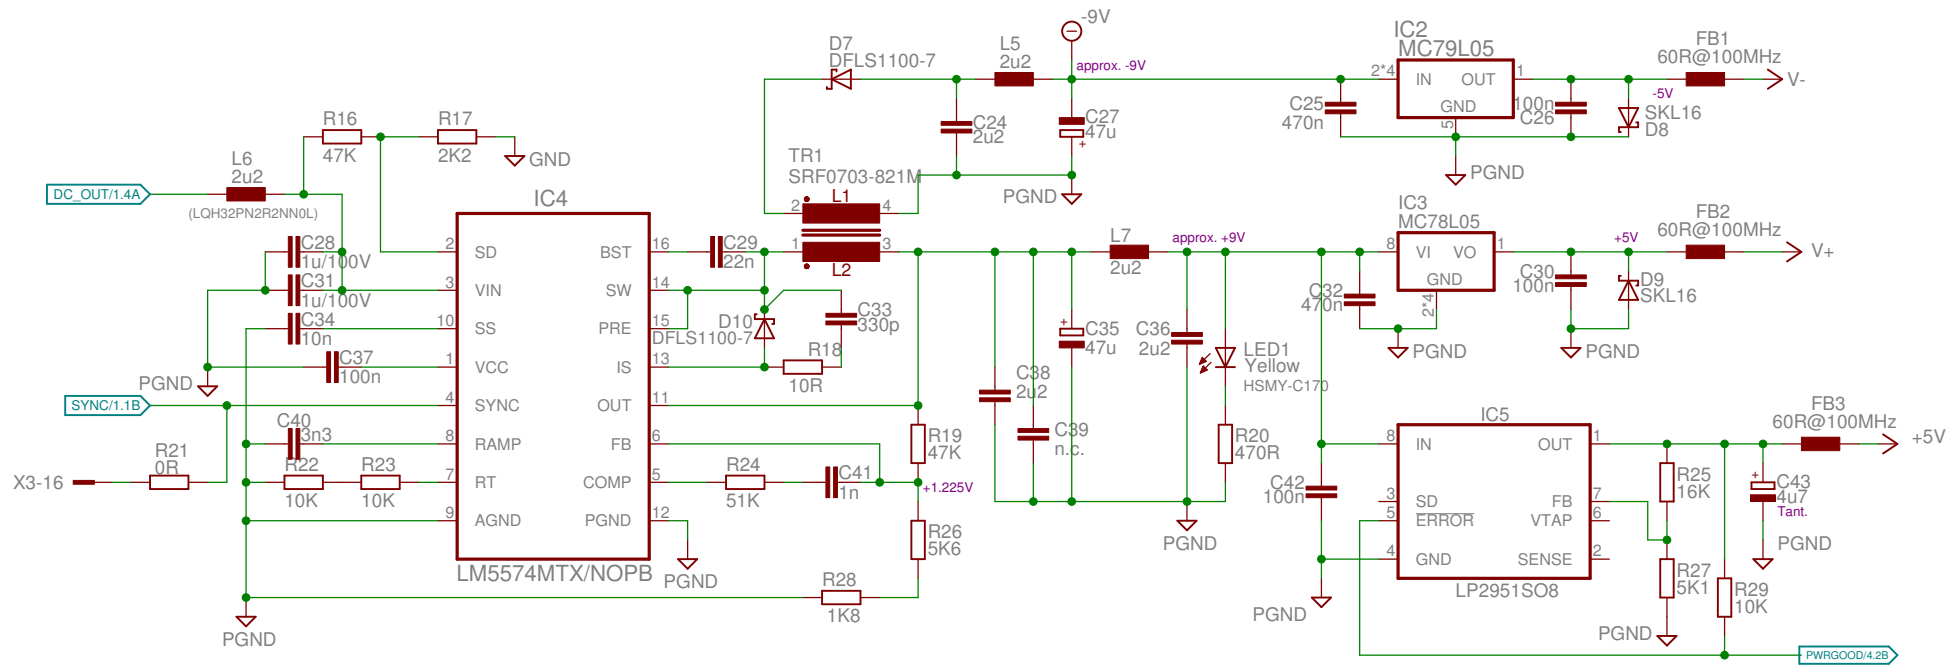 -9V
D7
DFLS1100-7
L5
2u2
approx. -9V
IC2
MC79L05
2*4
IN
OUT
1
GND
5
FB1
60R@100MHz
V-
-5V
C25
470n
100n
C26
SKL16
D8
PGND
C24
2u2
C27
47u
+
PGND
R16
47K
R17
2K2
GND
L6
2u2
DC_OUT/1.4A
(LQH32PN2R2NN0L)
TR1
SRF0703-821M
L1
2
4
1
3
L2
IC4
2
SD
3
VIN
10
SS
1
VCC
4
SYNC
8
RAMP
7
RT
9
AGND
BST
16
SW
14
PRE
15
IS
13
OUT
11
FB
6
COMP
5
PGND
12
LM5574MTX/NOPB
C28
1u/100V
C31
1u/100V
C34
10n
C37
100n
PGND
SYNC/1.1B
C40
3n3
R21
0R
X3-16
R22
10K
R23
10K
PGND
C29
22n
D10
DFLS1100-7
C33
330p
R18
10R
R24
51K
C41
1n
+1.225V
R19
47K
R26
5K6
R28
1K8
PGND
L7
2u2
approx. +9V
C38
2u2
C39
n.c.
+
C35
47u
C36
2u2
LED1
Yellow
HSMY-C170
R20
470R
PGND
IC3
MC78L05
8
VI
VO
1
GND
2*4
C32
470n
PGND
C30
100n
+5V
D9
SKL16
PGND
FB2
60R@100MHz
V+
IC5
8
IN
3
SD
5
ERROR
4
GND
OUT
1
FB
7
VTAP
6
SENSE
2
LP2951SO8
C42
100n
PGND
R25
16K
R27
5K1
PGND
R29
10K
+
C43
4u7
Tant.
PGND
FB3
60R@100MHz
+5V
PWRGOOD/4.2B